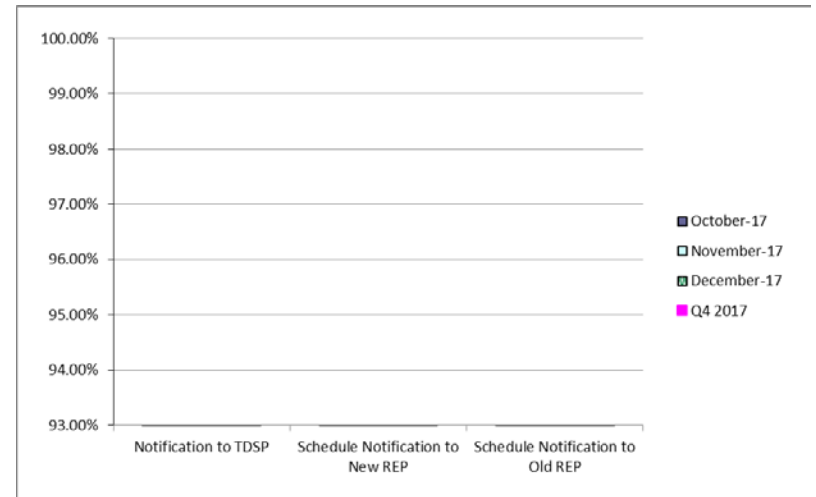 100.00%
99.00%
98.00%
97.00%
96.00%
95.00%
94.00%
93.00%
Notification to TDSP
Schedule Notification to
New REP
Schedule Notification to
Old REP
October-17
November-17
December-17
Q4 2017